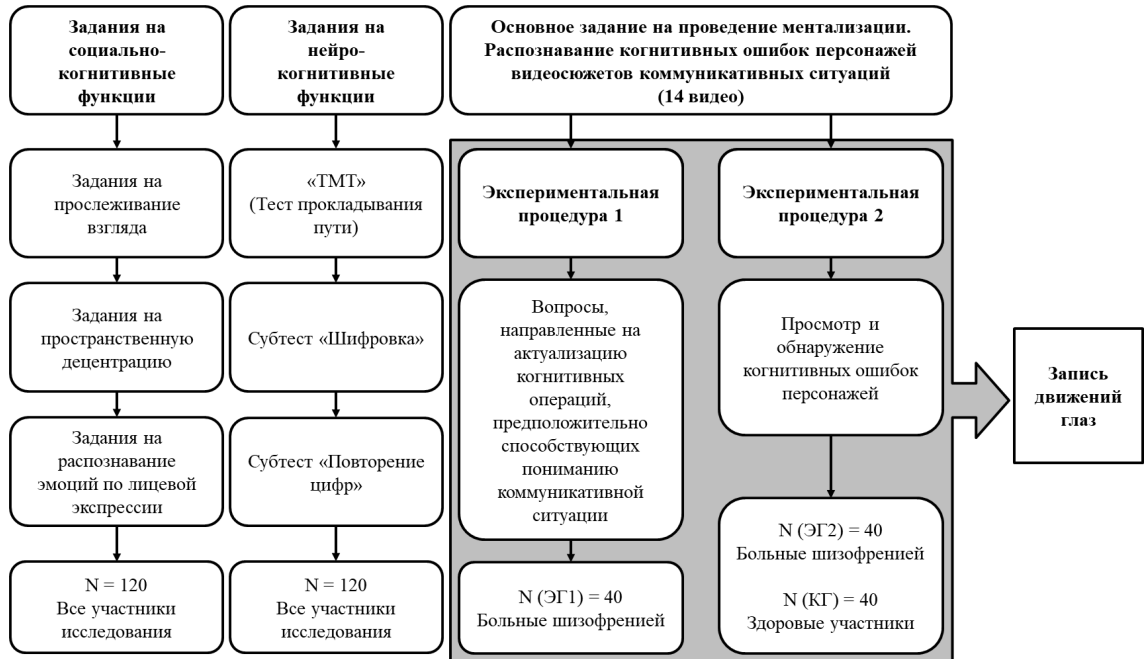 Задания на
социально-
когнитивные
функции
Задания на
нейро-
когнитивные
функции
Основное задание на проведение ментализации.
Распознавание когнитивных ошибок персонажей
видеосюжетов коммуникативных ситуаций
(14 видео)
Задания на
прослеживание
взгляда
«ТМТ»
(Тест прокладывания
пути)
Экспериментальная
процедура 1
Экспериментальная
процедура 2
Задания на
пространственную
децентрацию
Субтест «Шифровка»
Вопросы,
направленные на
актуализацию
когнитивных
операций,
предположительно
способствующих
пониманию
коммуникативной
ситуации
Просмотр и
обнаружение
когнитивных ошибок
персонажей
Запись
движений
глаз
Задания на
распознавание
эмоций по лицевой
экспрессии
Субтест «Повторение
цифр»
N = 120
Все участники
исследования
N = 120
Все участники
исследования
N (ЭГ1) = 40
Больные шизофренией
N (ЭГ2) = 40
Больные шизофренией
N (КГ) = 40
Здоровые участники